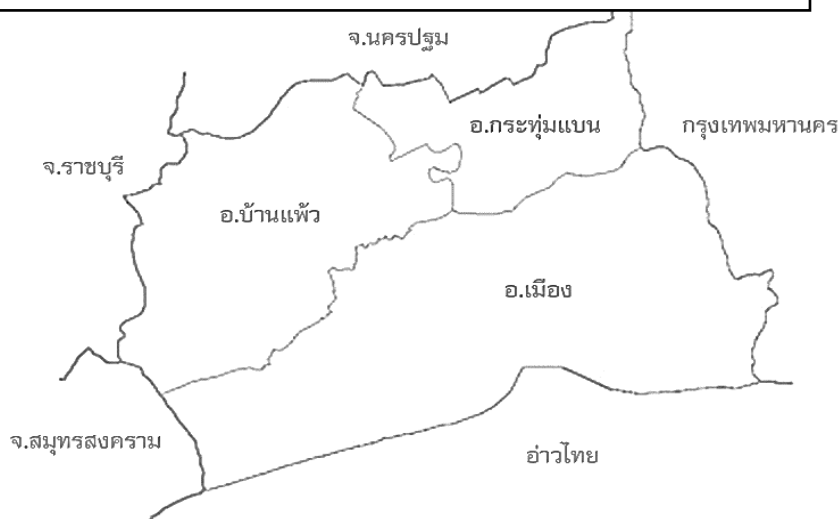 จ.นครปฐม
อ.กระทุ่มแบน
กรุงเทพมหานคร
จ.ราชบุรี
อ.บ้านแพ้ว
อ.เมือง
จ.สมุทรสงคราม
อ่าวไทย